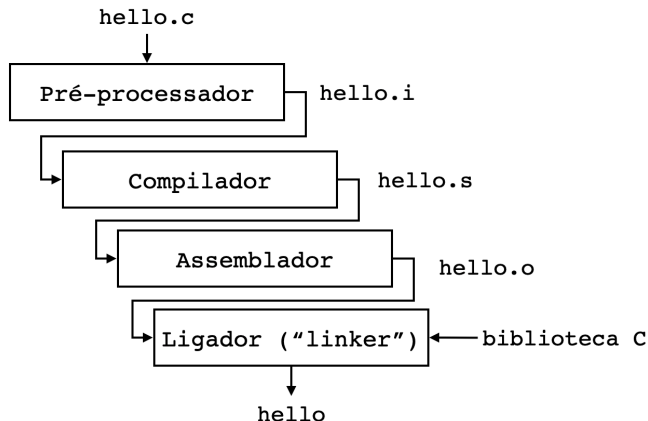 hello.c
Pré-processador
hello.i
Compilador
hello.s
Assemblador
hello.o
Ligador (“linker”)
biblioteca C
hello